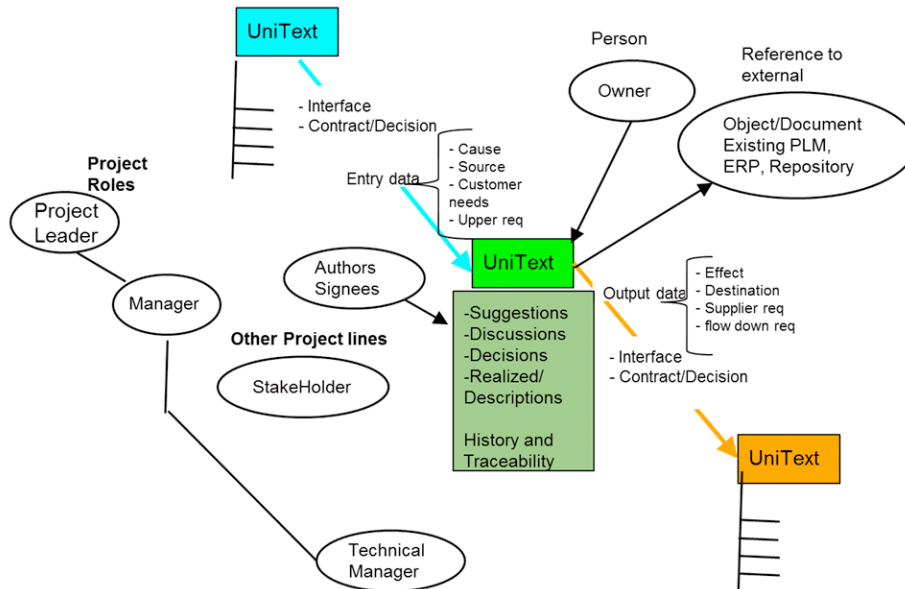 UniText
- Interface
- Contract/Decision
Person
Owner
Reference to
external
Object/Document
Existing PLM,
ERP, Repository
Entry data
- Cause
- Source
- Customer
needs
- Upper req
Project
Roles
Project
Leader
Manager
Authors
Signees
Other Project lines
StakeHolder
Technical
Manager
UniText
-Suggestions
-Discussions
-Decisions
-Realized/
Descriptions
History and
Traceability
Output data
- Effect
- Destination
- Supplier req
- flow down req
- Interface
- Contract/Decision
UniText